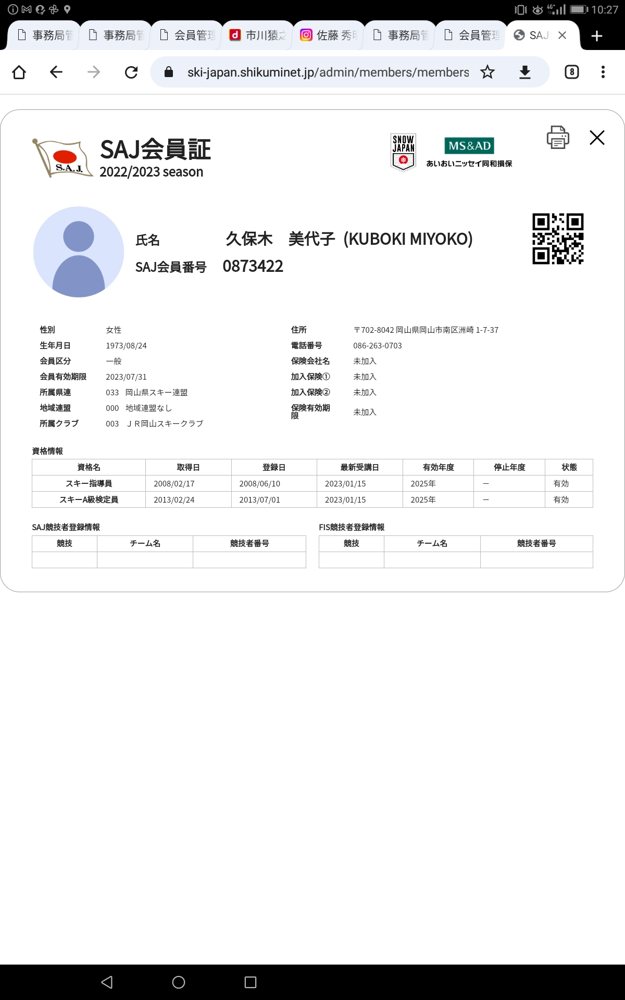 10:27
事務局管
事務局管
会員管理
市川猿之
佐藤 秀明
事務局管
会員管理
SAJ
ski-japan.shikuminet.jp/admin/members/members
8
SAJ会員証
2022/2023 season
S.A.J.
SNOW JAPAN
MS&AD
あいおいニッセイ同和損保
氏名 久保木 美代子 (KUBOKI MIYOKO)
SAJ会員番号 0873422
性別 女性
生年月日 1973/08/24
会員区分 一般
会員有効期限 2023/07/31
所属県連 033 岡山県スキー連盟
地域連盟 000 地域連盟なし
所属クラブ 003 ＪＲ岡山スキークラブ
住所 〒702-8042 岡山県岡山市南区洲崎 1-7-37
電話番号 086-263-0703
保険会社名 未加入
加入保険① 未加入
加入保険② 未加入
保険有効期限 未加入
資格情報
資格名 取得日 登録日 最新受講日 有効年度 停止年度 状態
スキー指導員 2008/02/17 2008/06/10 2023/01/15 2025年 ー 有効
スキーA級検定員 2013/02/24 2013/07/01 2023/01/15 2025年 ー 有効
SAJ競技者登録情報
競技 チーム名 競技者番号
FIS競技者登録情報
競技 チーム名 競技者番号